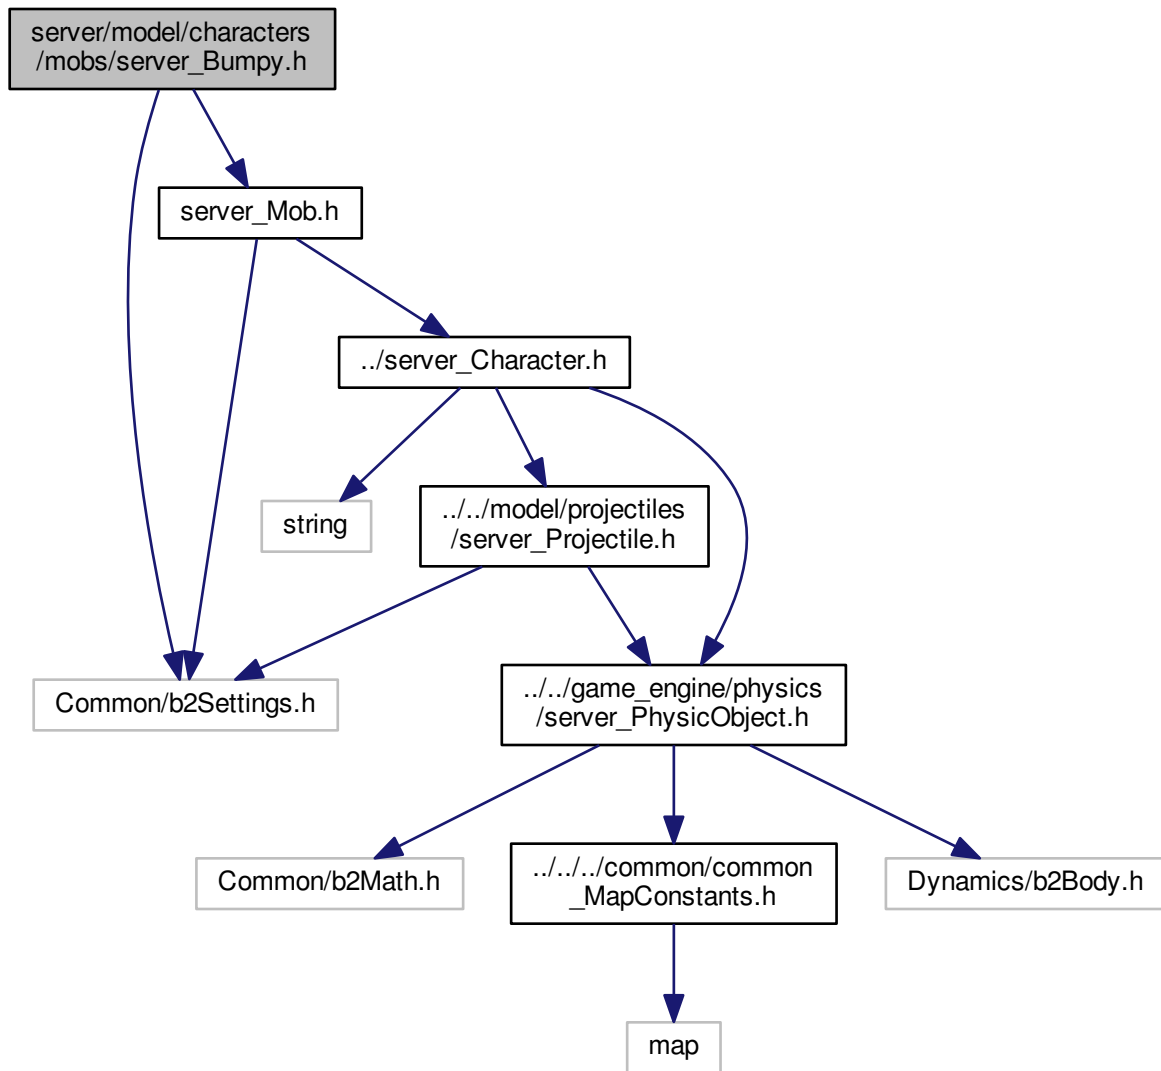 server/model/characters
/mobs/server_Bumpy.h
server_Mob.h
../server_Character.h
string
../../model/projectiles
/server_Projectile.h
Common/b2Settings.h
../../game_engine/physics
/server_PhysicObject.h
Common/b2Math.h
../../../common/common
_MapConstants.h
Dynamics/b2Body.h
map